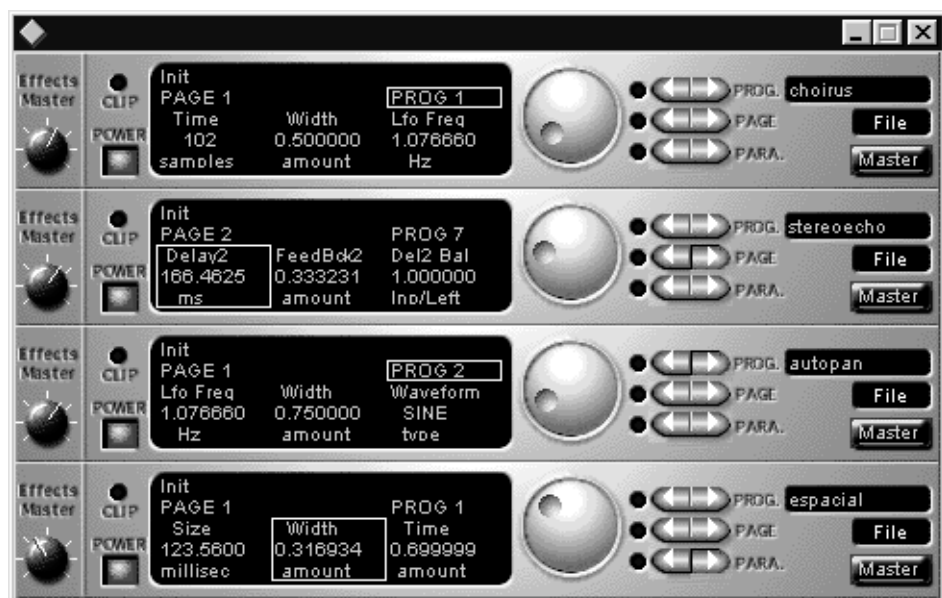 Effects
Master
CLIP
POWER
Init
PAGE 1 PROG 1
Time Width Lfo Freq
102 0.500000 1.076660
samples amount Hz
PROG. choirus
PAGE File
PARA. Master
Effects
Master
CLIP
POWER
Init
PAGE 2 PROG 7
Delay2 FeedBck2 Del2 Bal
166.4625 0.333231 1.000000
ms amount Inp/Left
PROG. stereoecho
PAGE File
PARA. Master
Effects
Master
CLIP
POWER
Init
PAGE 1 PROG 2
Lfo Freq Width Waveform
1.076660 0.750000 SINE
Hz amount type
PROG. autopan
PAGE File
PARA. Master
Effects
Master
CLIP
POWER
Init
PAGE 1 PROG 1
Size Width Time
123.5600 0.316934 0.699999
millisec amount amount
PROG. espacial
PAGE File
PARA. Master